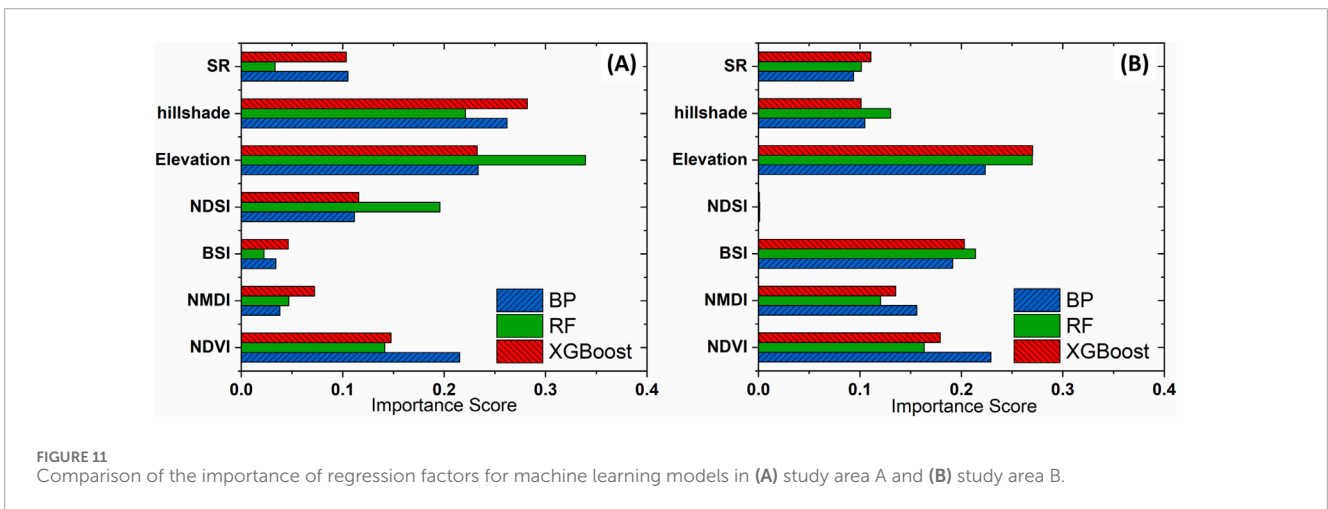 (A)
SR
hillshade
Elevation
NDSI
BSI
NMDI
NDVI
BP
RF
XGBoost
0.0 0.1 0.2 0.3 0.4
Importance Score
(B)
SR
hillshade
Elevation
NDSI
BSI
NMDI
NDVI
BP
RF
XGBoost
0.0 0.1 0.2 0.3 0.4
Importance Score
FIGURE 11
Comparison of the importance of regression factors for machine learning models in (A) study area A and (B) study area B.